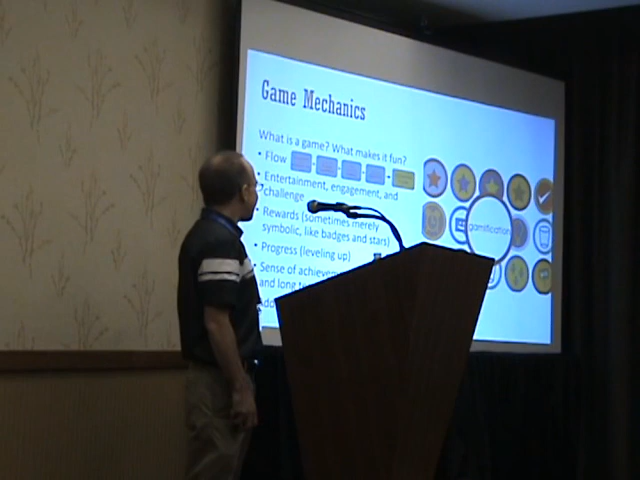 Game Mechanics
What is a game? What makes it fun?
• Flow
• Entertainment, engagement, and
challenge
• Rewards (sometimes merely
symbolic, like badges and stars)
• Progress (leveling up)
• Sense of
and long
gamification